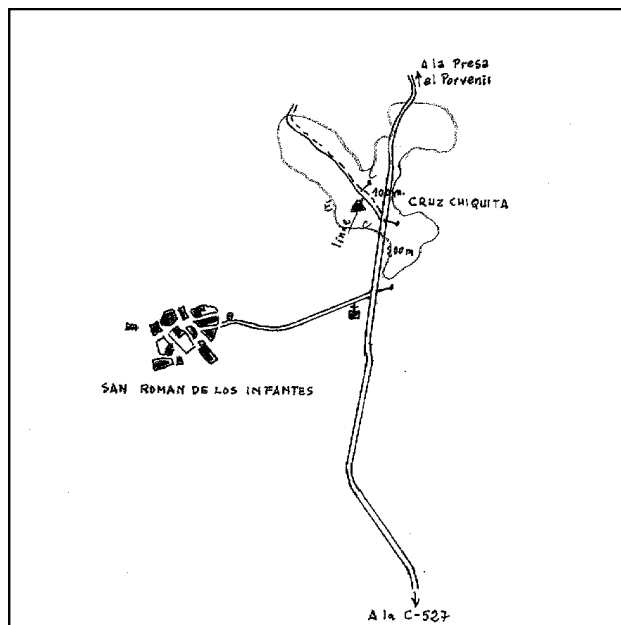 A la Presa
el Porvenir
100m.
CRUZ CHIQUITA
linde
200m
SAN ROMAN DE LOS INFANTES
A la C-527